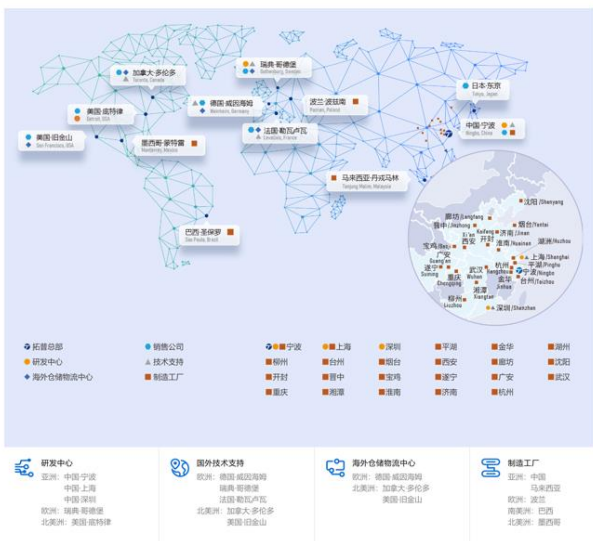 加拿大·多伦多
Toronto, Canada
瑞典·哥德堡
Gothenburg, Sweden
日本·东京
Tokyo, Japan
美国·底特律
Detroit, USA
德国·威因海姆
Weinheim, Germany
波兰·波兹南
Poznan, Poland
中国·宁波
Ningbo, China
美国·旧金山
San Francisco, USA
墨西哥·蒙特雷
Monterrey, Mexico
法国·勒瓦卢瓦
Levallois, France
马来西亚·丹戎马林
Tanjung Malim, Malaysia
巴西·圣保罗
Sao Paulo, Brazil
沈阳/Shenyang
廊坊/Langfang
晋中/Jinzhong
烟台/Yantai
济南/Jinan
Kaifeng
开封
Xi'an
西安
淮南/Huainan
宝鸡/Baoji
湖州/Huzhou
广安
Guang'an
上海/Shanghai
平湖/Pinghu
杭州
Hangzhou
宁波/Ningbo
遂宁
Suining
重庆
Chongqing
武汉
Wuhan
金华
Jinhua
台州/Taizhou
湘潭
Xiangtan
柳州
Liuzhou
深圳/Shenzhen
拓普总部
销售公司
研发中心
技术支持
海外仓储物流中心
制造工厂
宁波 上海 深圳 平湖 金华 湖州
柳州 台州 烟台 西安 廊坊 沈阳
开封 晋中 宝鸡 遂宁 广安 武汉
重庆 湘潭 淮南 济南 杭州
研发中心
亚洲：中国·宁波
中国·上海
中国·深圳
欧洲：瑞典·哥德堡
北美洲：美国·底特律
国外技术支持
欧洲：德国·威因海姆
瑞典·哥德堡
法国·勒瓦卢瓦
北美洲：加拿大·多伦多
美国·旧金山
海外仓储物流中心
欧洲：德国·威因海姆
北美洲：加拿大·多伦多
美国·旧金山
制造工厂
亚洲：中国
马来西亚
欧洲：波兰
南美洲：巴西
北美洲：墨西哥